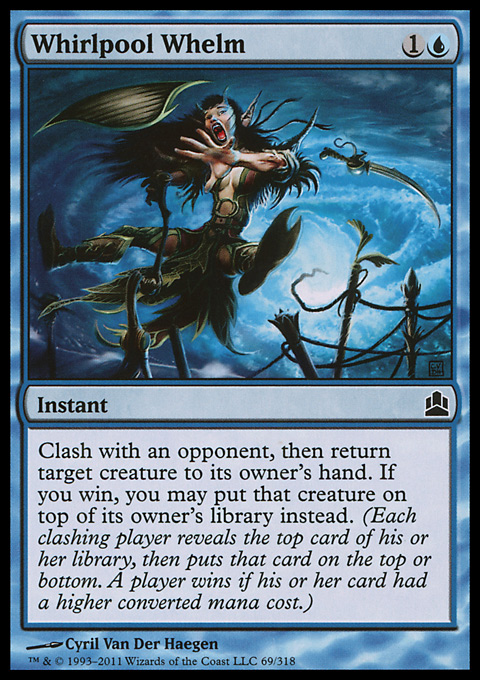 Whirlpool Whelm 1
Instant
Clash with an opponent, then return
target creature to its owner's hand. If
you win, you may put that creature on
top of its owner's library instead. (Each
clashing player reveals the top card of his or
her library, then puts that card on the top or
bottom. A player wins if his or her card had
a higher converted mana cost.)
Cyril Van Der Haegen
™ & © 1993–2011 Wizards of the Coast LLC 69/318